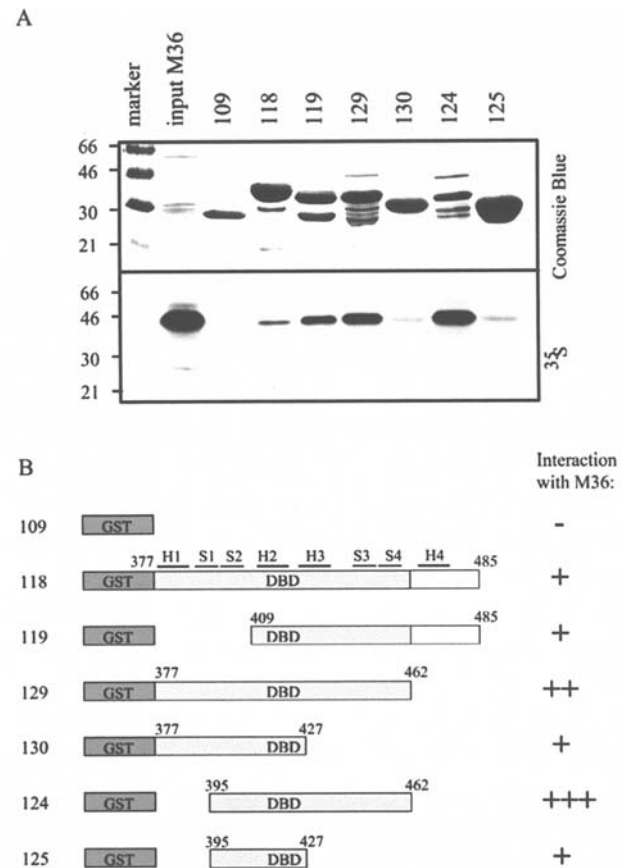 A
marker
input M36
109
118
119
129
130
124
125
66
46
30
21
Coomassie Blue
66
46
30
21
35S
B
Interaction
with M36:
109
GST
-
377 H1 S1 S2 H2 H3 S3 S4 H4 485
118
GST
DBD
+
409 485
119
GST
DBD
+
377 462
129
GST
DBD
++
377 427
130
GST
DBD
+
395 462
124
GST
DBD
+++
395 427
125
GST
DBD
+